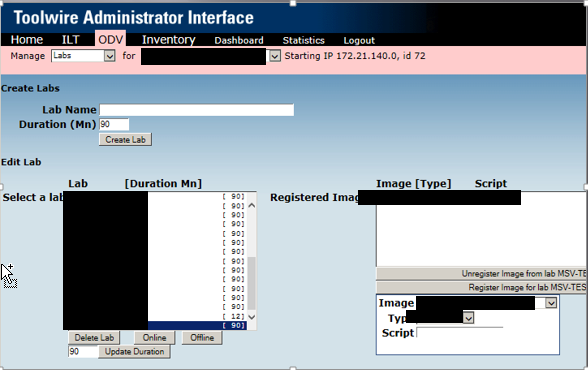 Toolwire Administrator Interface
Home ILT ODV Inventory Dashboard Statistics Logout
Manage Labs for Starting IP 172.21.140.0, id 72
Create Labs
Lab Name
Duration (Mn) 90
Create Lab
Edit Lab
Lab [Duration Mn] Image [Type] Script
Select a lab Registered Imag
[ 90]
[ 90]
[ 90]
[ 90]
[ 90]
[ 90]
[ 90]
[ 90]
[ 90]
[ 90]
[ 90]
[ 90]
[ 90]
[ 12]
[ 90]
Unregister Image from lab MSV-TE
Register Image for lab MSV-TES
Image
Typ
Script
Delete Lab Online Offline
90 Update Duration